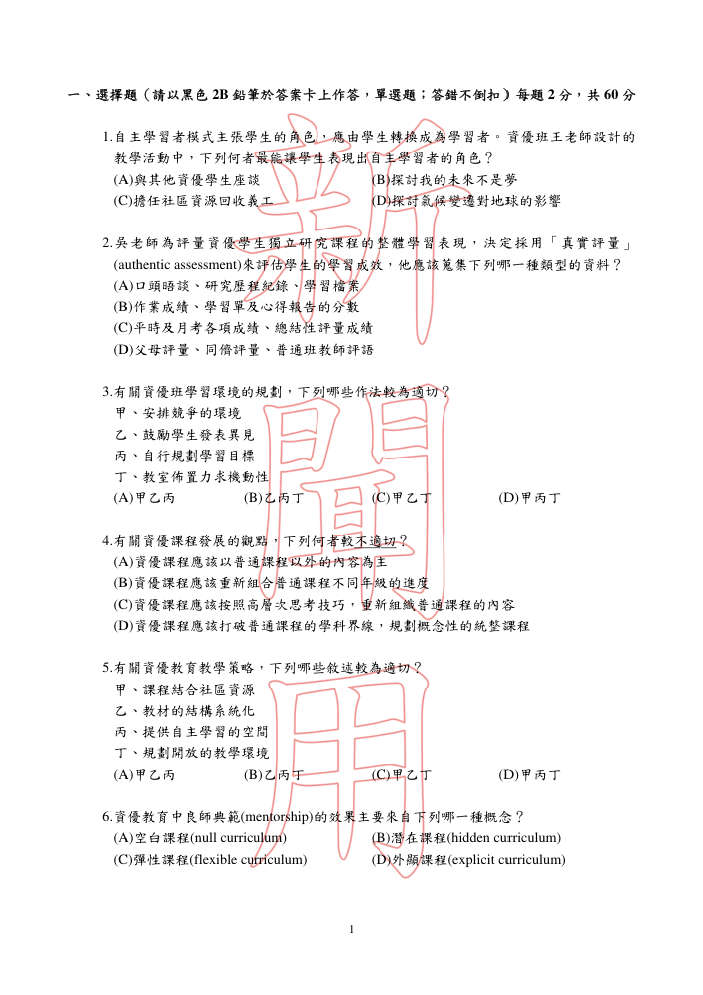 一、選擇題（請以黑色 2B 鉛筆於答案卡上作答，單選題；答錯不倒扣）每題 2 分，共 60 分
1.自主學習者模式主張學生的角色，應由學生轉換成為學習者。資優班王老師設計的
教學活動中，下列何者最能讓學生表現出自主學習者的角色？
(A)與其他資優學生座談 (B)探討我的未來不是夢
(C)擔任社區資源回收義工 (D)探討氣候變遷對地球的影響
2.吳老師為評量資優學生獨立研究課程的整體學習表現，決定採用「真實評量」
(authentic assessment)來評估學生的學習成效，他應該蒐集下列哪一種類型的資料？
(A)口頭晤談、研究歷程紀錄、學習檔案
(B)作業成績、學習單及心得報告的分數
(C)平時及月考各項成績、總結性評量成績
(D)父母評量、同儕評量、普通班教師評語
3.有關資優班學習環境的規劃，下列哪些作法較為適切？
甲、安排競爭的環境
乙、鼓勵學生發表異見
丙、自行規劃學習目標
丁、教室佈置力求機動性
(A)甲乙丙 (B)乙丙丁 (C)甲乙丁 (D)甲丙丁
4.有關資優課程發展的觀點，下列何者較不適切？
(A)資優課程應該以普通課程以外的內容為主
(B)資優課程應該重新組合普通課程不同年級的進度
(C)資優課程應該按照高層次思考技巧，重新組織普通課程的內容
(D)資優課程應該打破普通課程的學科界線，規劃概念性的統整課程
5.有關資優教育教學策略，下列哪些敘述較為適切？
甲、課程結合社區資源
乙、教材的結構系統化
丙、提供自主學習的空間
丁、規劃開放的教學環境
(A)甲乙丙 (B)乙丙丁 (C)甲乙丁 (D)甲丙丁
6.資優教育中良師典範(mentorship)的效果主要來自下列哪一種概念？
(A)空白課程(null curriculum) (B)潛在課程(hidden curriculum)
(C)彈性課程(flexible curriculum) (D)外顯課程(explicit curriculum)
1
新聞用